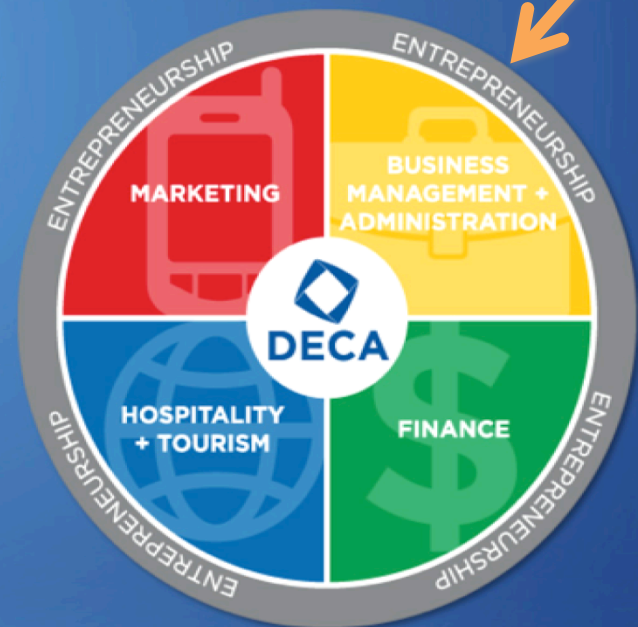 ENTREPRENEURSHIP
ENTREPRENEURSHIP
MARKETING
BUSINESS
MANAGEMENT +
ADMINISTRATION
DECA
HOSPITALITY
+ TOURISM
FINANCE
ENTREPRENEURSHIP
ENTREPRENEURSHIP